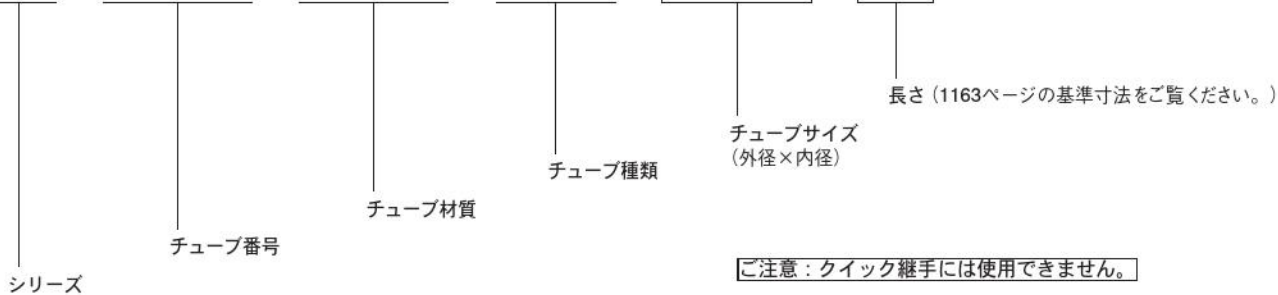 長さ（1163ページの基準寸法をご覧ください。）
チューブサイズ
（外径×内径）
チューブ種類
チューブ材質
チューブ番号
シリーズ
ご注意：クイック継手には使用できません。